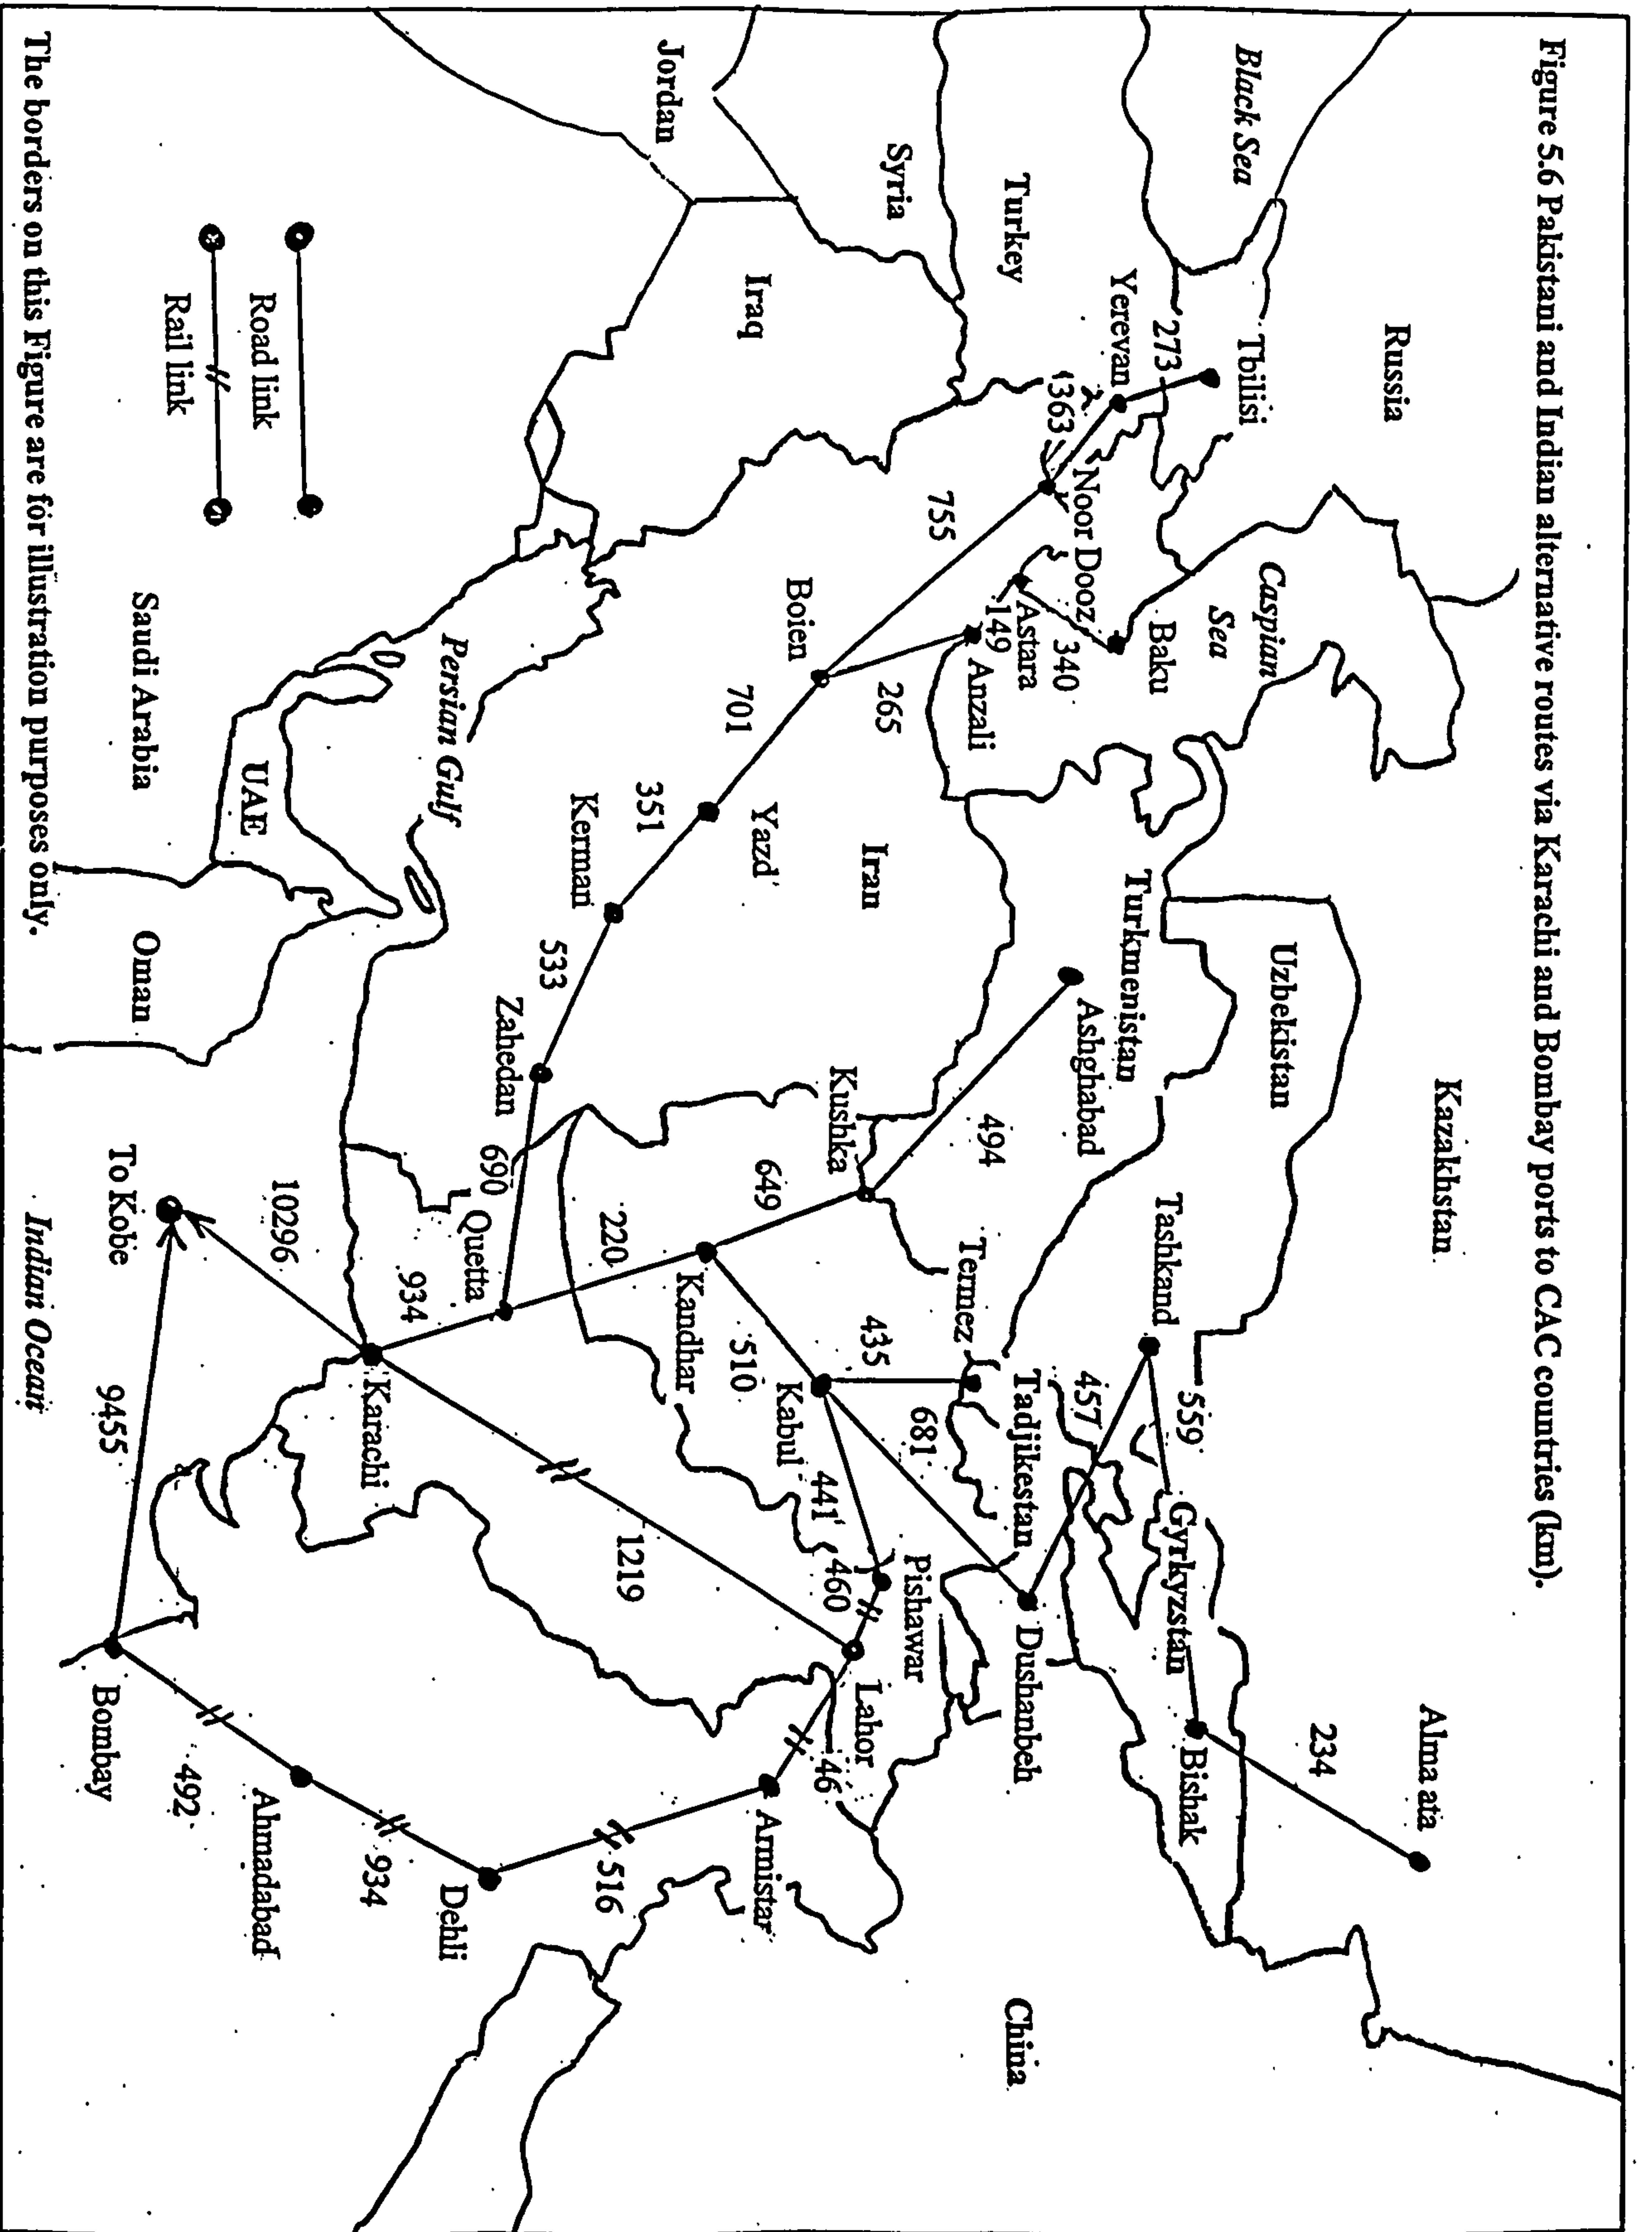 Figure 5.6 Pakistani and Indian alternative routes via Karachi and Bombay ports to CAC countries (km).
Russia
Kazakhstan
Alma ata
Black Sea
Tbilisi
Caspian
Sea
Uzbekistan
234
273
Baku
Tashkand
559
Gyrkyzstan
Bishak
Yerevan
Turkmenistan
Ashghabad
457
Turkey
363
Noor Dooz
340
Astara
149
Anzali
Termez
Tadjikestan
Dushanbeh
China
494
681
Syria
755
265
Iran
Kushka
435
Pishawar
Lahor
Boien
460
46
441
Kabul
Iraq
701
Yazd
649
510
Armistar
Jordan
351
Kandhar
Kerman
220
1219
516
533
Zahedan
690
Quetta
Persian Gulf
934
Karachi
Dehli
934
UAE
10296
Ahmadabad
492
Road link
Rail link
Saudi Arabia
Oman
To Kobe
9455
Bombay
Indian Ocean
The borders on this Figure are for illustration purposes only.